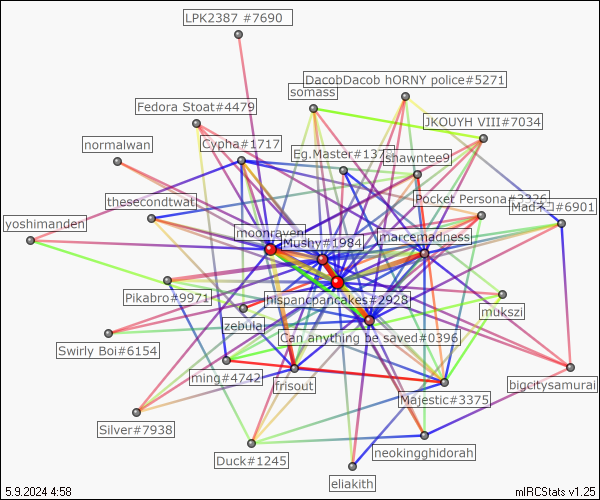 LPK2387 #7690
DacobDacob hORNY police#5271
somass
Fedora Stoat#4479
JKOUYH VIII#7034
normalwan
Cypha#1717
Eg.Master#137
shawntee9
thesecondtwat
Pocket Persona#3326
Madネコ#6901
yoshimanden
moonraven
marcemadness
Mushy#1984
Pikabro#9971
hispanicpancakes#2928
mukszi
zebula
Can anything be saved#0396
Swirly Boi#6154
ming#4742
frisout
bigcitysamurai
Majestic#3375
Silver#7938
neokingghidorah
Duck#1245
eliakith
5.9.2024 4:58
mIRCStats v1.25